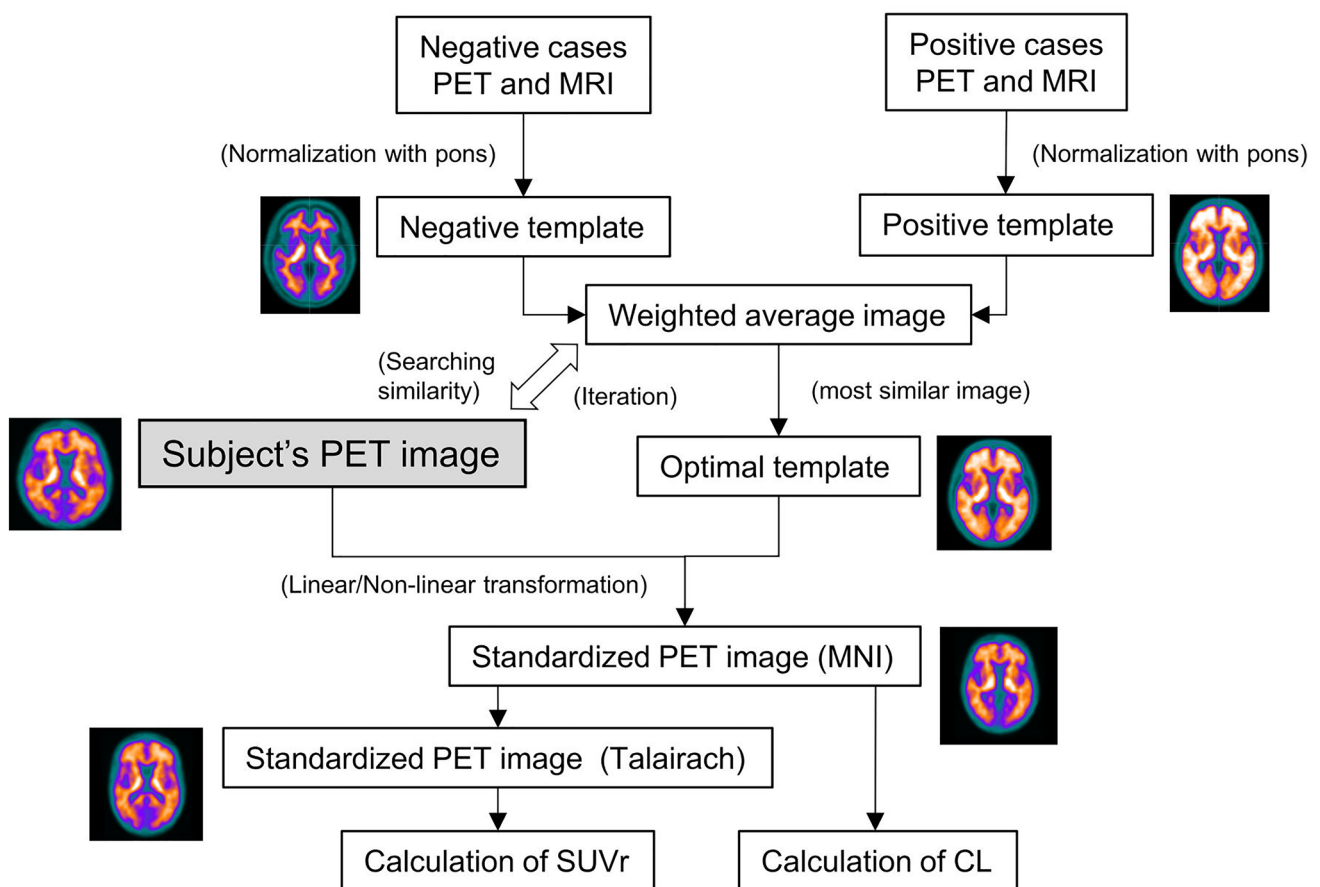 Negative cases
PET and MRI
Positive cases
PET and MRI
(Normalization with pons)
(Normalization with pons)
Negative template
Positive template
Weighted average image
(Searching
similarity)
(Iteration)
(most similar image)
Subject's PET image
Optimal template
(Linear/Non-linear transformation)
Standardized PET image (MNI)
Standardized PET image (Talairach)
Calculation of SUVr
Calculation of CL